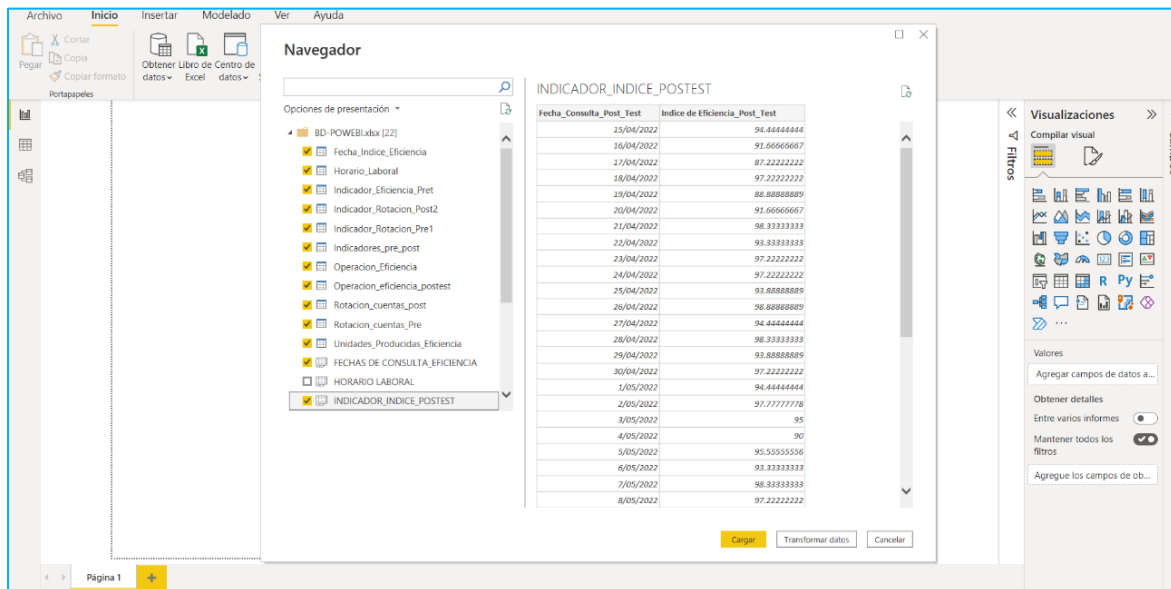 Archivo Inicio Insertar Modelado Ver Ayuda
Pegar
Cortar
Copia
Copiar formato
Portapapeles
Obtener datos
Libro de Excel
Centro de datos
Navegador
Opciones de presentación
BD-POWEBI.xlsx [22]
Fecha_Indice_Eficiencia
Horario_Laboral
Indicador_Eficiencia_Pret
Indicador_Rotacion_Post2
Indicador_Rotacion_Pre1
Indicadores_pre_post
Operacion_Eficiencia
Operacion_eficiencia_postest
Rotacion_cuentas_post
Rotacion_cuentas_Pre
Unidades_Producidas_Eficiencia
FECHAS DE CONSULTA_EFICIENCIA
HORARIO LABORAL
INDICADOR_INDICE_POSTEST
INDICADOR_INDICE_POSTEST
Fecha_Consulta_Post_Test Indice de Eficiencia_Post_Test
15/04/2022 94.44444444
16/04/2022 91.66666667
17/04/2022 87.22222222
18/04/2022 97.22222222
19/04/2022 88.88888889
20/04/2022 91.66666667
21/04/2022 98.33333333
22/04/2022 93.33333333
23/04/2022 97.22222222
24/04/2022 97.22222222
25/04/2022 93.88888889
26/04/2022 98.88888889
27/04/2022 94.44444444
28/04/2022 98.33333333
29/04/2022 93.88888889
30/04/2022 97.22222222
1/05/2022 94.44444444
2/05/2022 97.77777778
3/05/2022 95
4/05/2022 90
5/05/2022 95.55555556
6/05/2022 93.33333333
7/05/2022 98.33333333
8/05/2022 97.22222222
Cargar Transformar datos Cancelar
Filtros
Visualizaciones
Compilar visual
R Py
Valores
Agregar campos de datos a...
Obtener detalles
Entre varios informes
Mantener todos los
filtros
Agregue los campos de ob...
Página 1